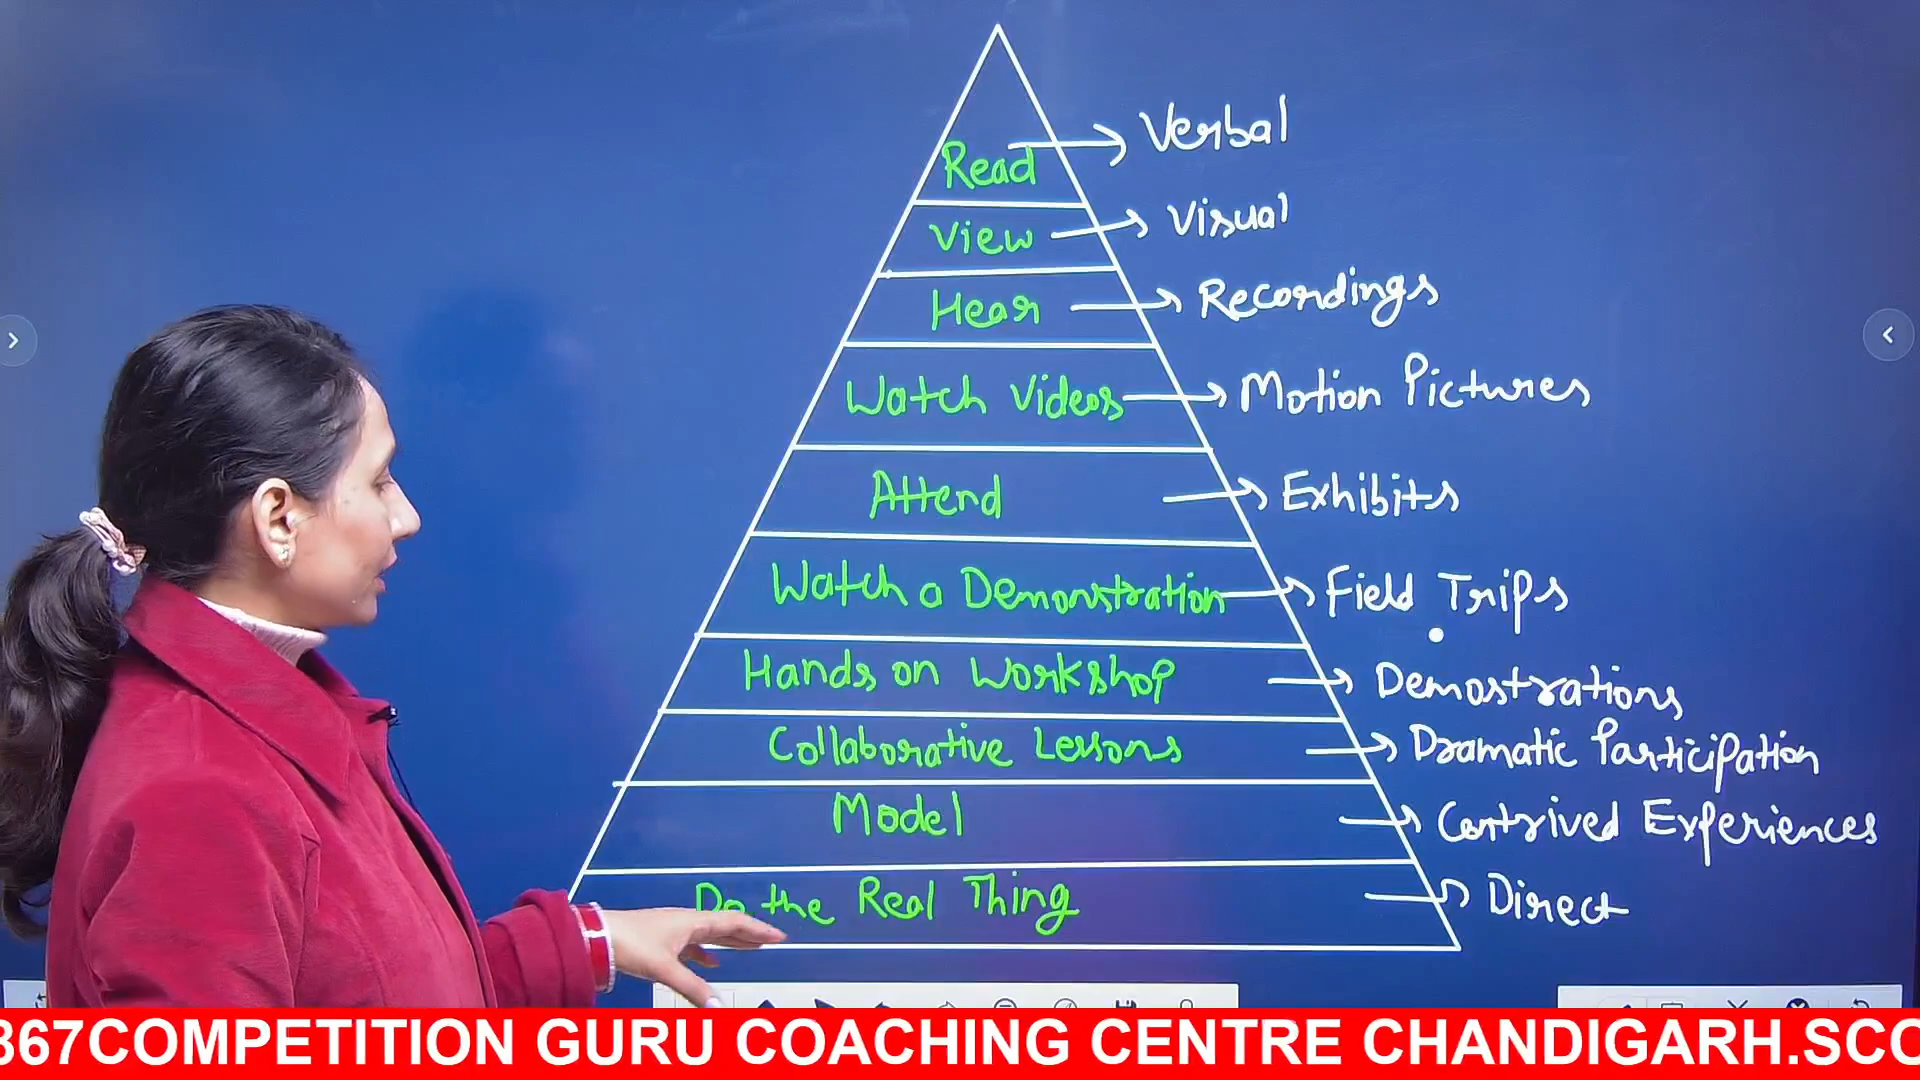 Read → Verbal
View → Visual
Hear → Recordings
Watch Videos → Motion Pictures
Attend → Exhibits
Watch a Demonstration → Field Trips
Hands on Workshop → Demostrations
Collaborative Lessons → Dramatic Participation
Model → Contrived Experiences
Do the Real Thing → Direct
367COMPETITION GURU COACHING CENTRE CHANDIGARH.SCO